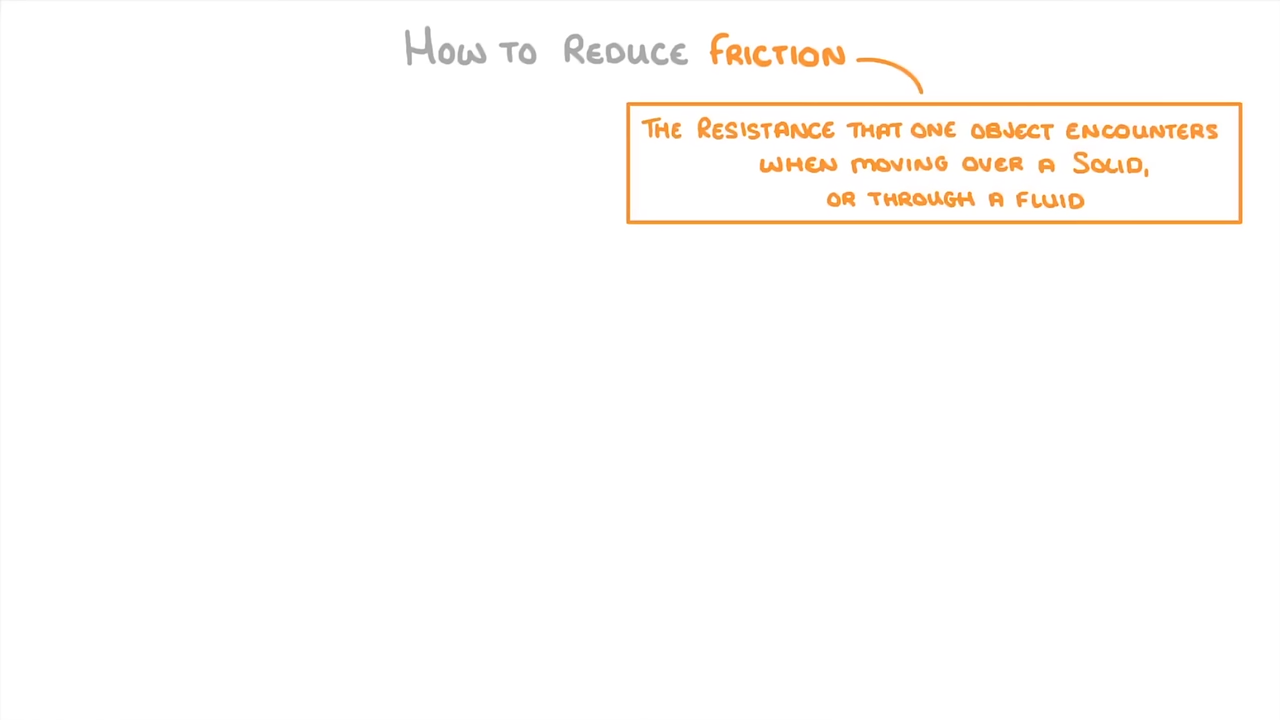 How to Reduce Friction
The Resistance that one object encounters
when moving over a Solid,
or through a fluid